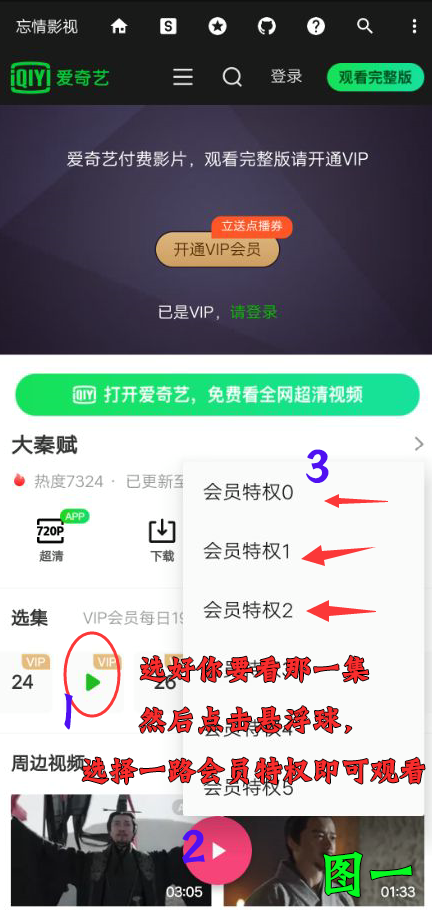 忘情影视
S
iQIY 爱奇艺
登录
观看完整版
爱奇艺付费影片，观看完整版请开通VIP
立送点播券
开通VIP会员
已是VIP，请登录
iQIY 打开爱奇艺，免费看全网超清视频
大秦赋
热度7324 · 已更新至
3
会员特权0
会员特权1
会员特权2
720P
APP
超清
下载
选集
VIP会员每日19
VIP
24
VIP
26
1
选好你要看那一集
然后点击悬浮球，
选择一路会员特权即可观看
会员特权5
周边视频
2
03:05
01:33
图一